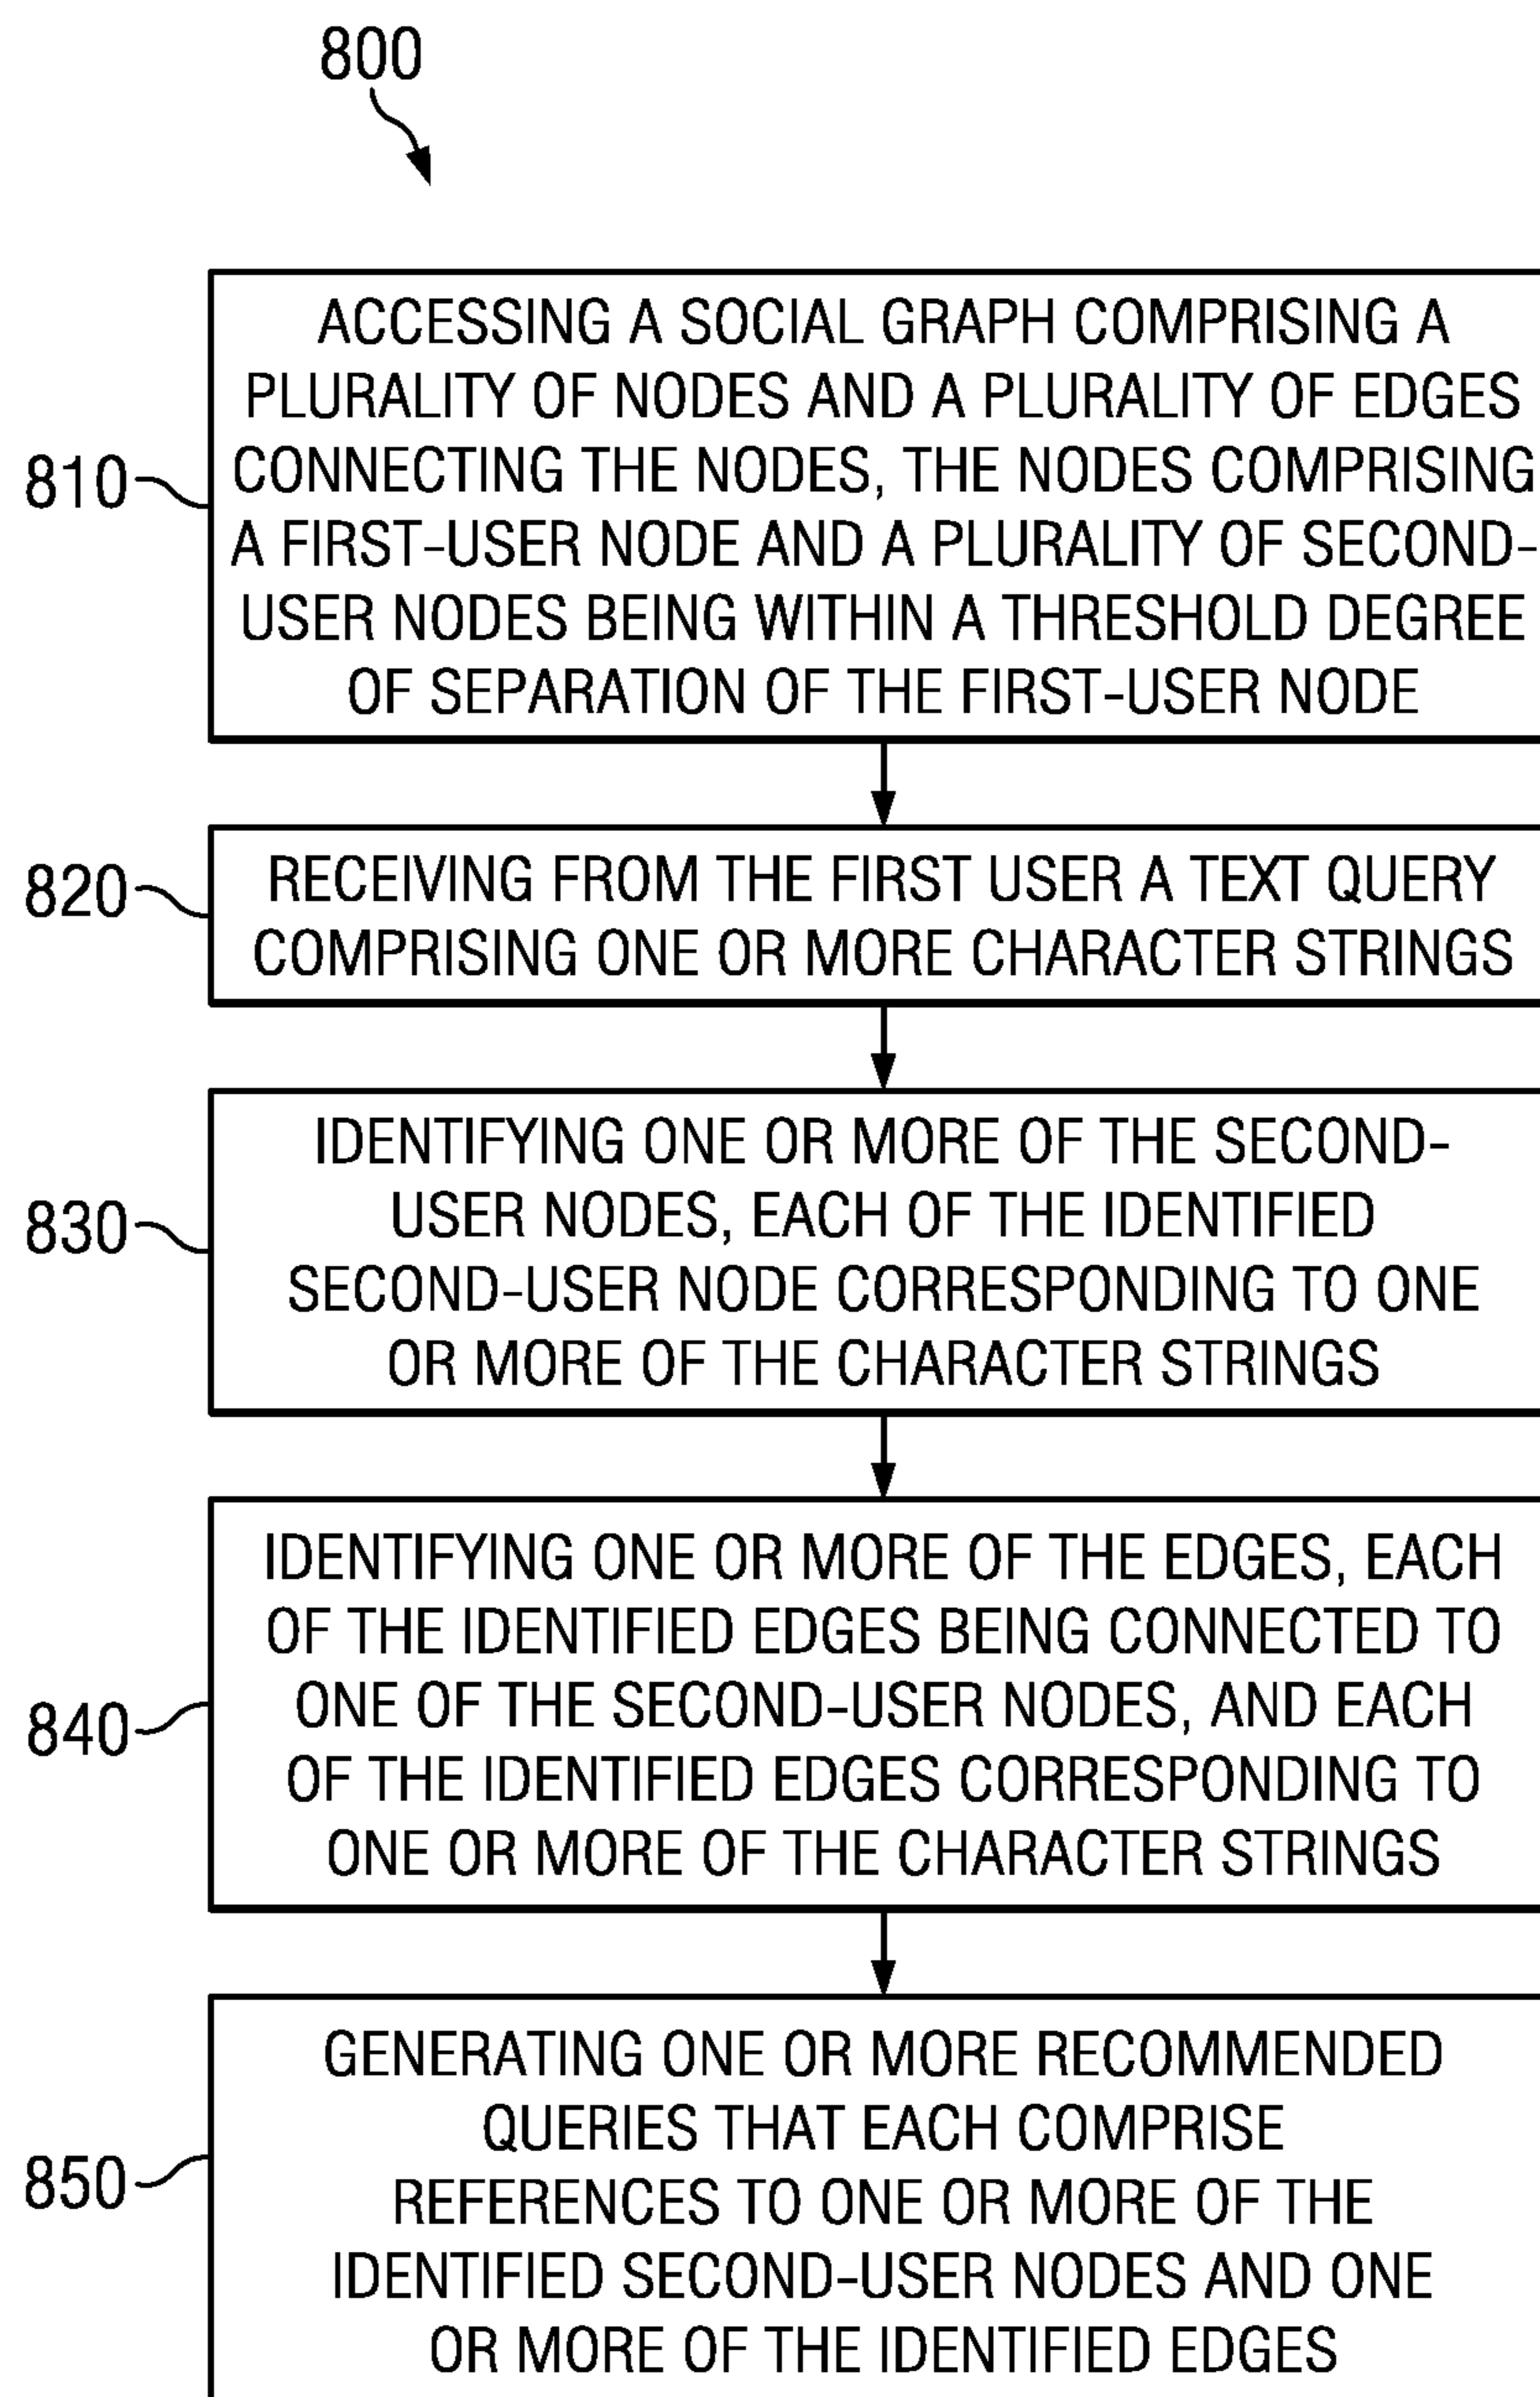 800
810
ACCESSING A SOCIAL GRAPH COMPRISING A
PLURALITY OF NODES AND A PLURALITY OF EDGES
CONNECTING THE NODES, THE NODES COMPRISING
A FIRST-USER NODE AND A PLURALITY OF SECOND-
USER NODES BEING WITHIN A THRESHOLD DEGREE
OF SEPARATION OF THE FIRST-USER NODE
820
RECEIVING FROM THE FIRST USER A TEXT QUERY
COMPRISING ONE OR MORE CHARACTER STRINGS
830
IDENTIFYING ONE OR MORE OF THE SECOND-
USER NODES, EACH OF THE IDENTIFIED
SECOND-USER NODE CORRESPONDING TO ONE
OR MORE OF THE CHARACTER STRINGS
840
IDENTIFYING ONE OR MORE OF THE EDGES, EACH
OF THE IDENTIFIED EDGES BEING CONNECTED TO
ONE OF THE SECOND-USER NODES, AND EACH
OF THE IDENTIFIED EDGES CORRESPONDING TO
ONE OR MORE OF THE CHARACTER STRINGS
850
GENERATING ONE OR MORE RECOMMENDED
QUERIES THAT EACH COMPRISE
REFERENCES TO ONE OR MORE OF THE
IDENTIFIED SECOND-USER NODES AND ONE
OR MORE OF THE IDENTIFIED EDGES